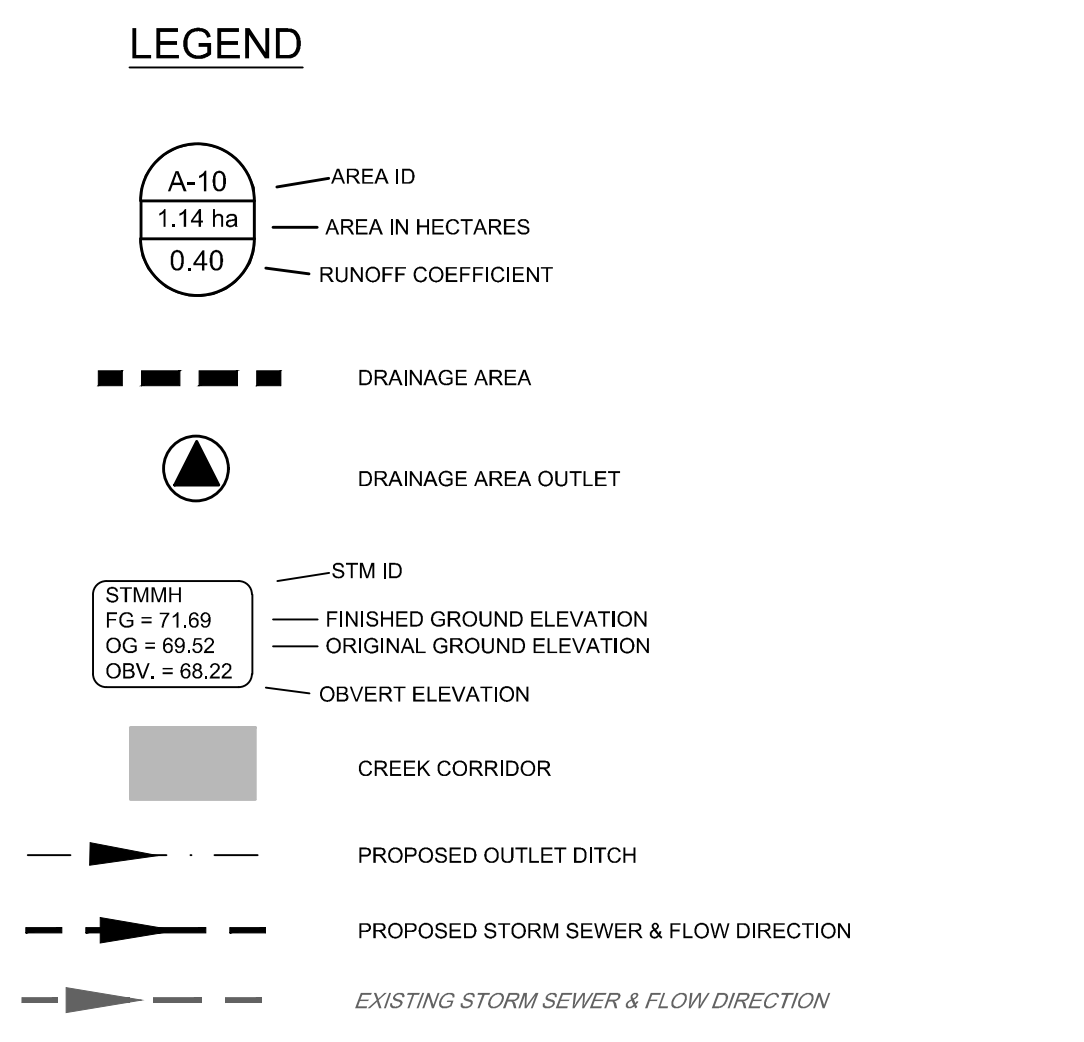 LEGEND
A-10
AREA ID
1.14 ha
AREA IN HECTARES
0.40
RUNOFF COEFFICIENT
DRAINAGE AREA
DRAINAGE AREA OUTLET
STM ID
STMMH
FG = 71.69
FINISHED GROUND ELEVATION
OG = 69.52
ORIGINAL GROUND ELEVATION
OBV. = 68.22
OBVERT ELEVATION
CREEK CORRIDOR
PROPOSED OUTLET DITCH
PROPOSED STORM SEWER & FLOW DIRECTION
EXISTING STORM SEWER & FLOW DIRECTION